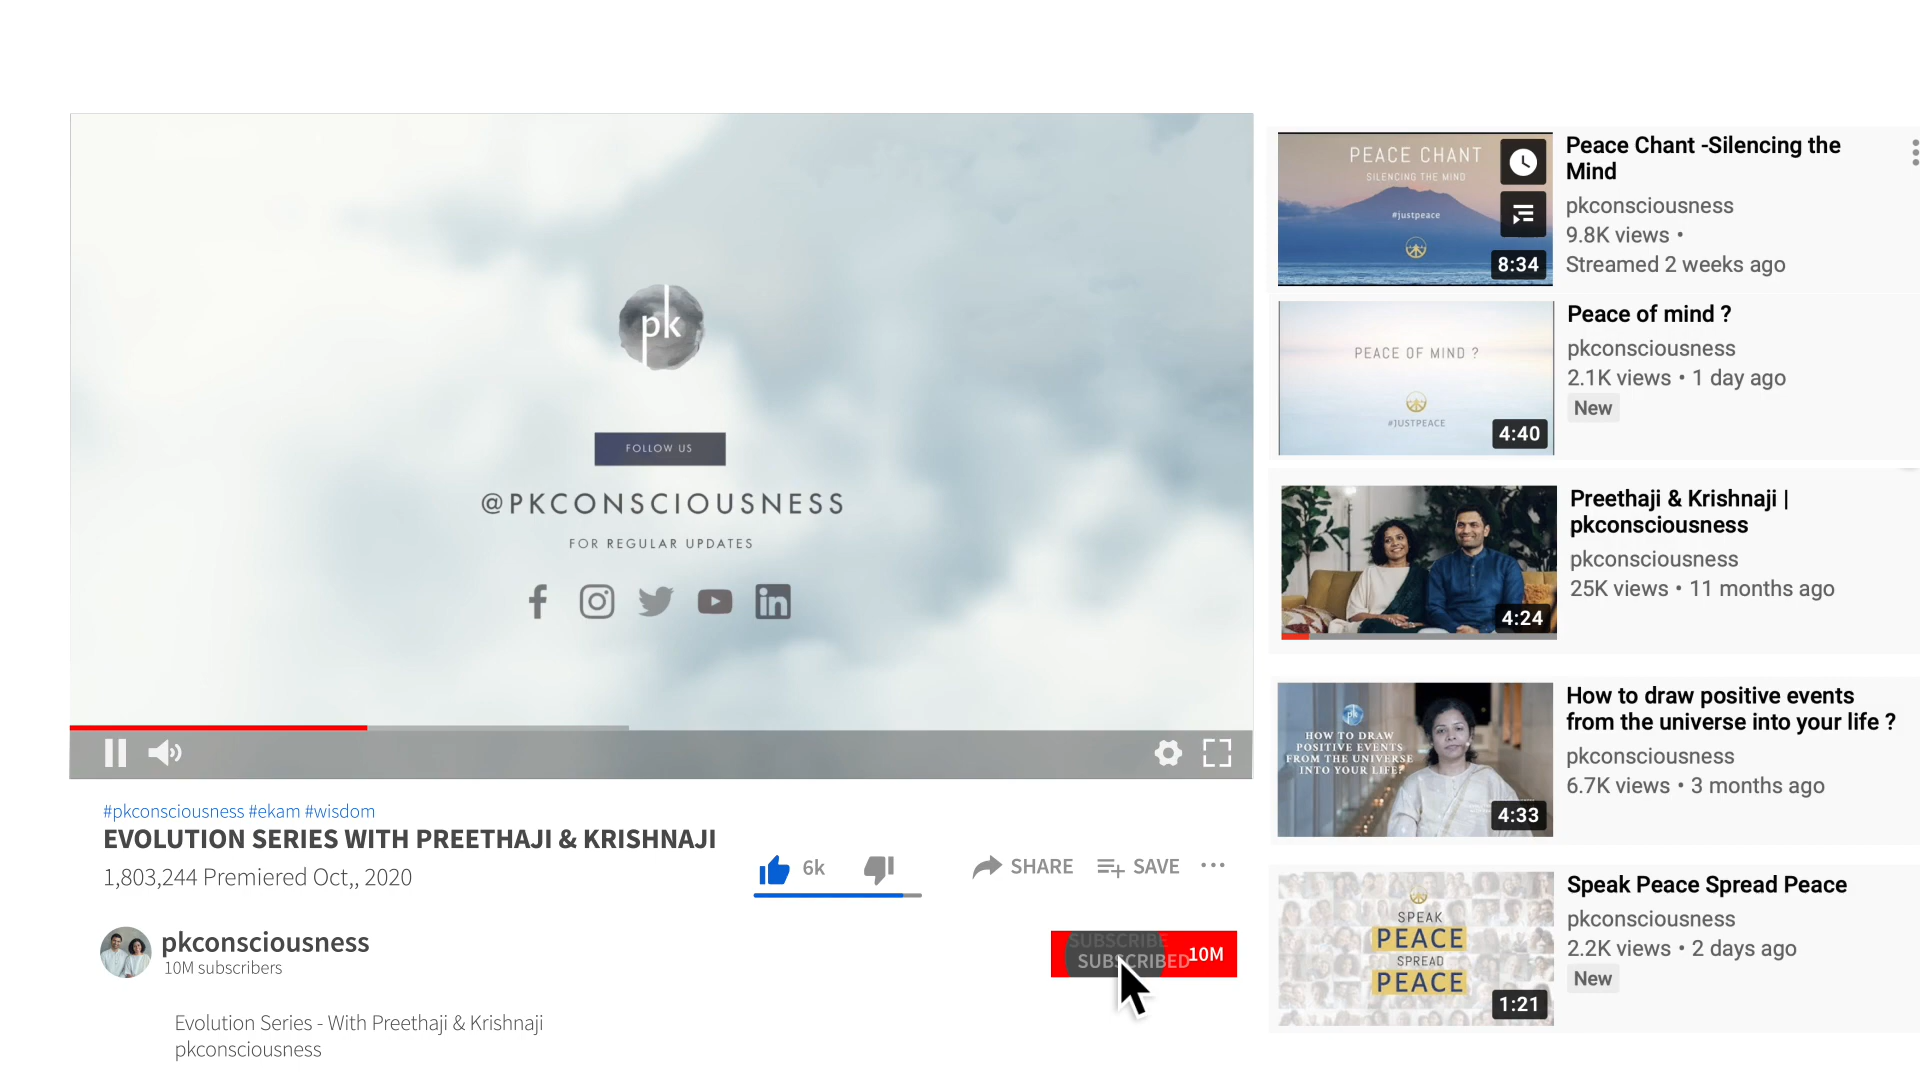 pk
FOLLOW US
@PKCONSCIOUSNESS
FOR REGULAR UPDATES
#pkconsciousness #ekam #wisdom
EVOLUTION SERIES WITH PREETHAJI & KRISHNAJI
1,803,244 Premiered Oct,, 2020
6k
SHARE
SAVE
pkconsciousness
10M subscribers
SUBSCRIBE
SUBSCRIBED
10M
Evolution Series - With Preethaji & Krishnaji
pkconsciousness
PEACE CHANT
SILENCING THE MIND
#justpeace
8:34
Peace Chant -Silencing the
Mind
pkconsciousness
9.8K views •
Streamed 2 weeks ago
PEACE OF MIND ?
#JUSTPEACE
4:40
Peace of mind ?
pkconsciousness
2.1K views • 1 day ago
New
4:24
Preethaji & Krishnaji |
pkconsciousness
pkconsciousness
25K views • 11 months ago
pk
HOW TO DRAW
POSITIVE EVENTS
FROM THE UNIVERSE
INTO YOUR LIFE?
4:33
How to draw positive events
from the universe into your life ?
pkconsciousness
6.7K views • 3 months ago
SPEAK
PEACE
SPREAD
PEACE
1:21
Speak Peace Spread Peace
pkconsciousness
2.2K views • 2 days ago
New